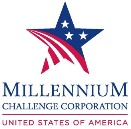 MILLENNIUM
CHALLENGE CORPORATION
UNITED STATES OF AMERICA